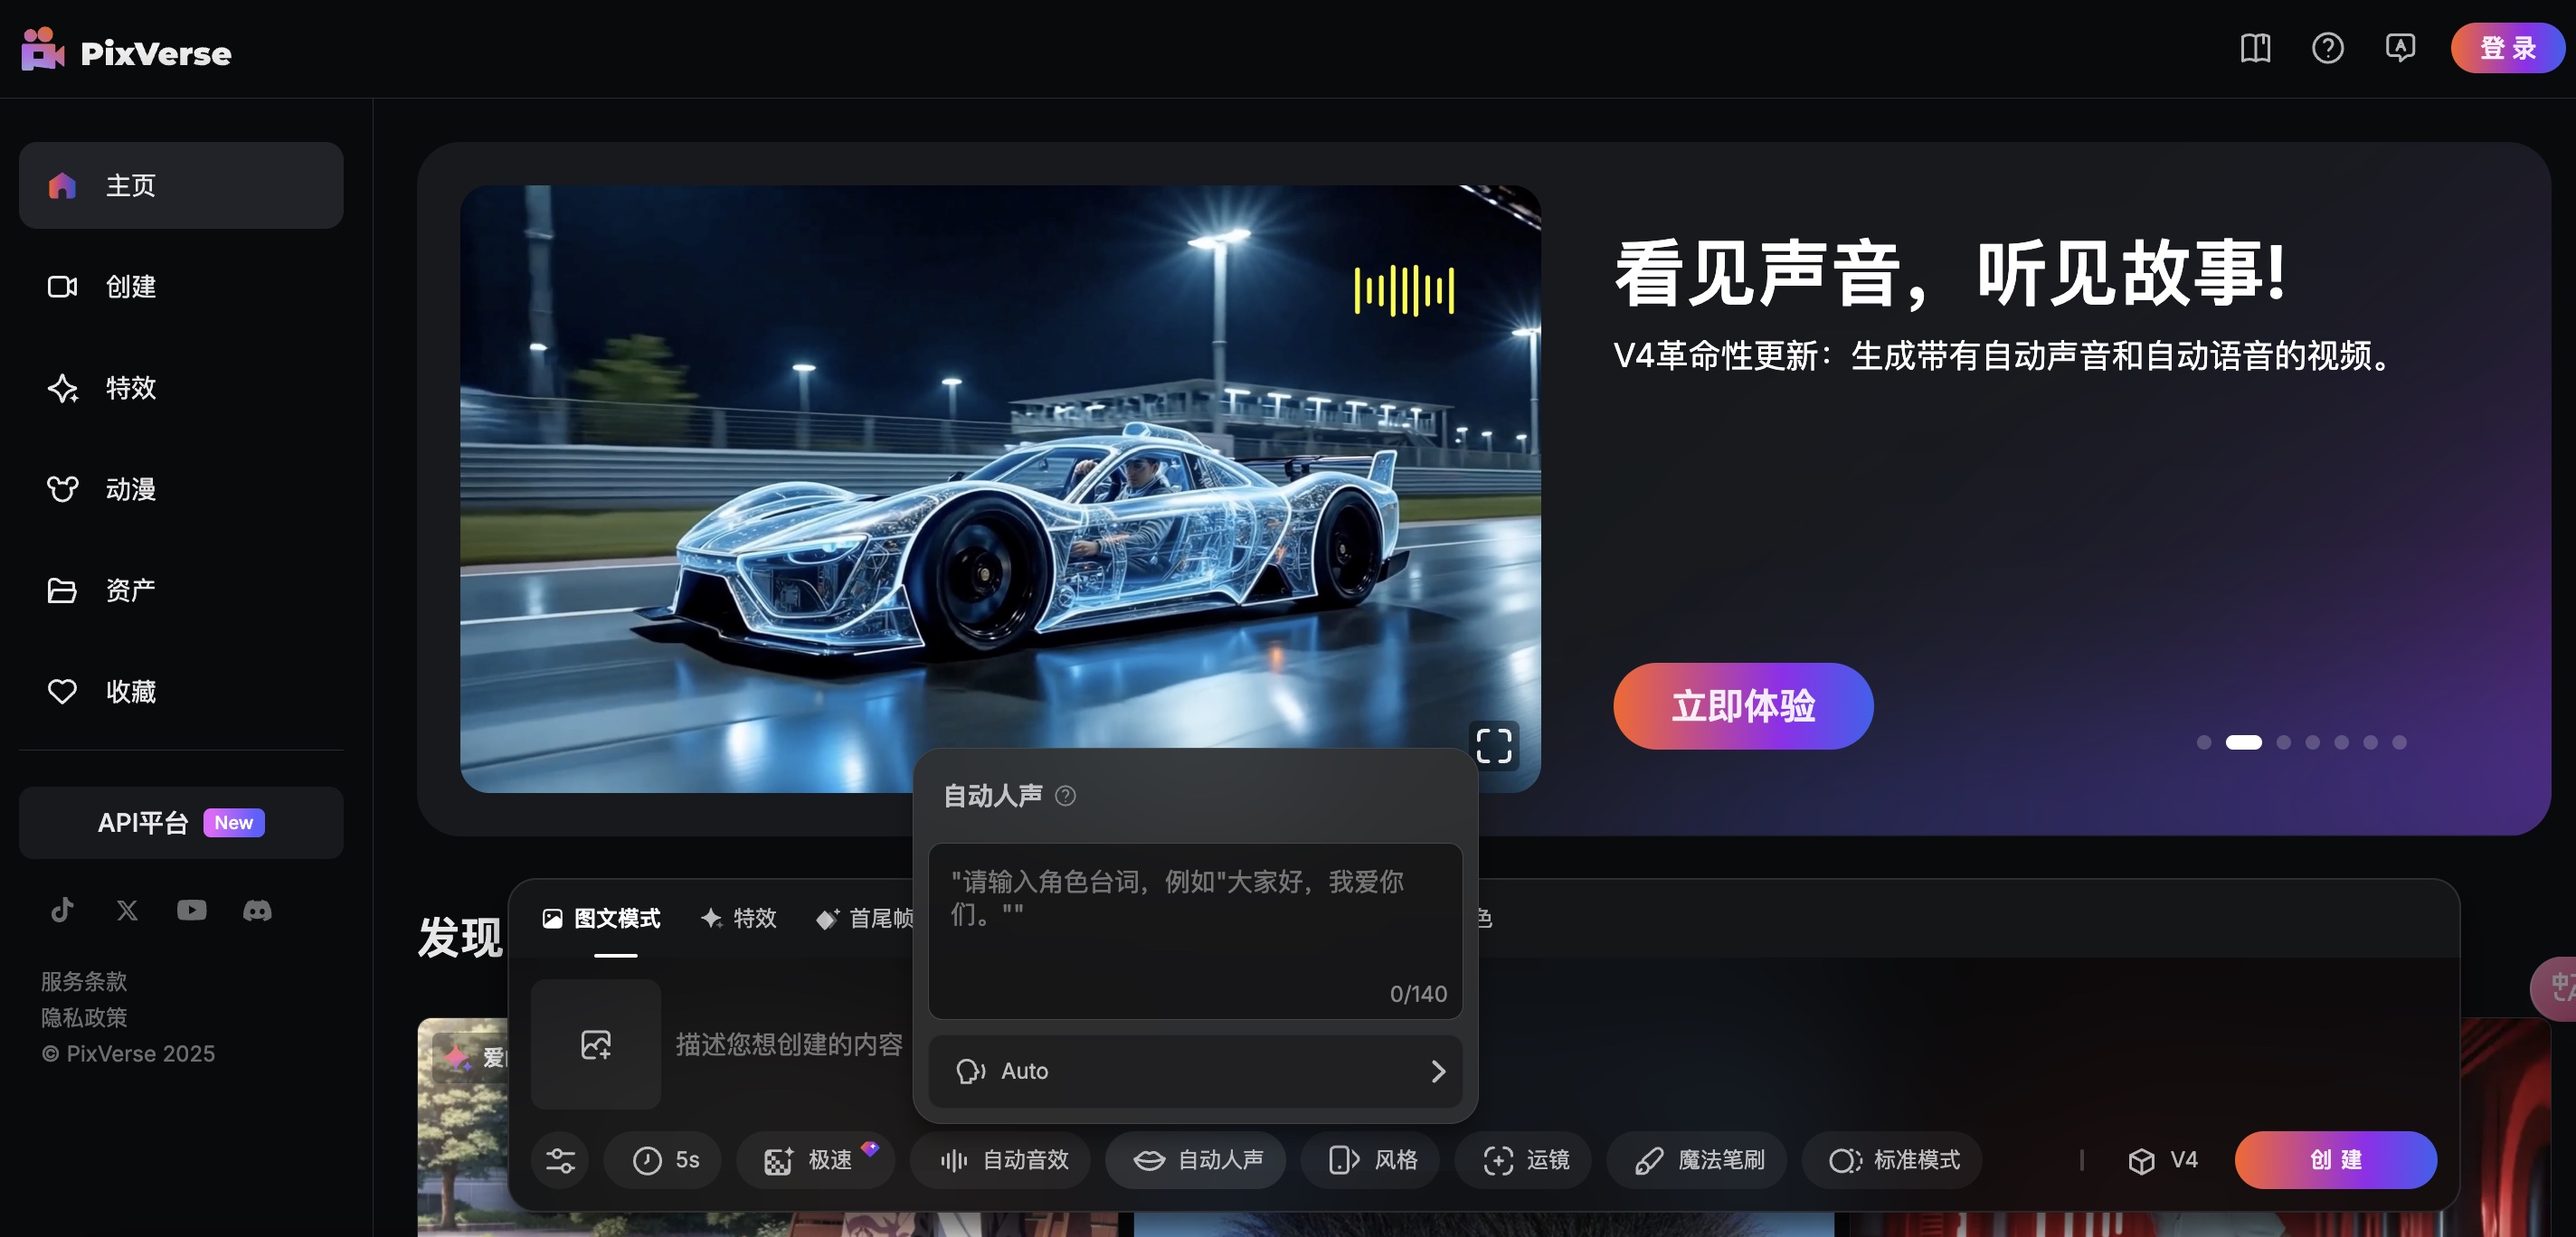 PixVerse
登录
主页
创建
特效
动漫
资产
收藏
API平台 New
服务条款
隐私政策
© PixVerse 2025
看见声音，听见故事!
V4革命性更新：生成带有自动声音和自动语音的视频。
立即体验
发现
图文模式 特效 首尾帧
色
自动人声
"请输入角色台词，例如"大家好，我爱你
们。""
0/140
Auto
描述您想创建的内容
5s 极速 自动音效 自动人声 风格 运镜 魔法笔刷 标准模式 V4 创建